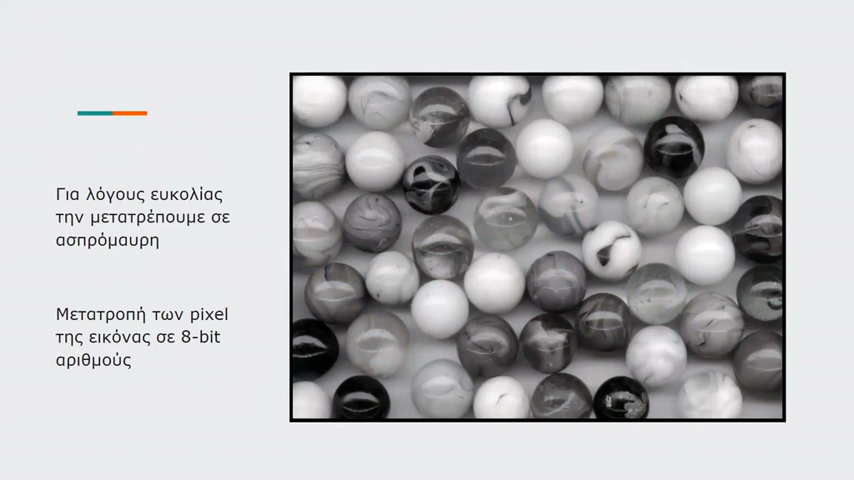 Για λόγους ευκολίας
την μετατρέπουμε σε
ασπρόμαυρη
Μετατροπή των pixel
της εικόνας σε 8-bit
αριθμούς